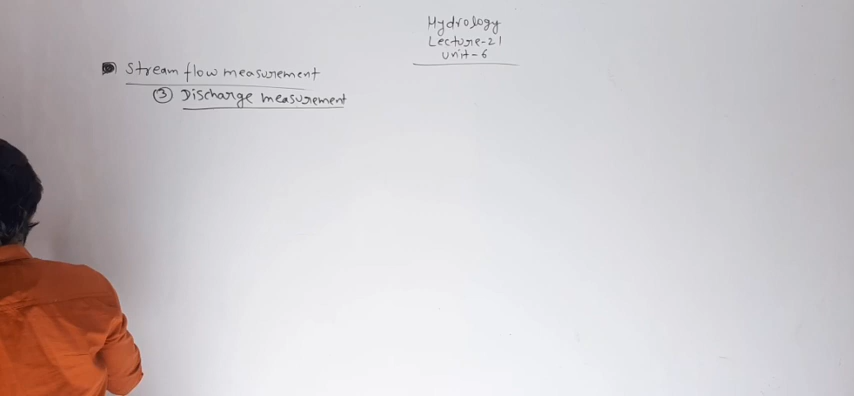 Hydrology
Lecture-21
Unit-6
Stream flow measurement
③ Discharge measurement